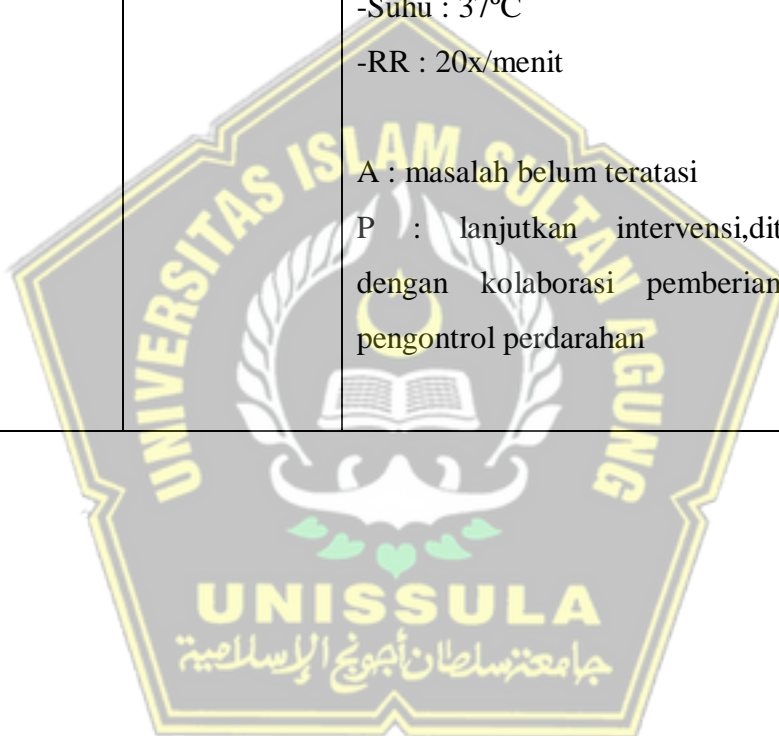 -Suhu : 37°C
-RR : 20x/menit
A : masalah belum teratasi
P : lanjutkan intervensi,dit
dengan kolaborasi pemberian
pengontrol perdarahan
UNIVERSITAS ISLAM SULTAN AGUNG
UNISSULA
جامعة سلطان أجونج الإسلامية